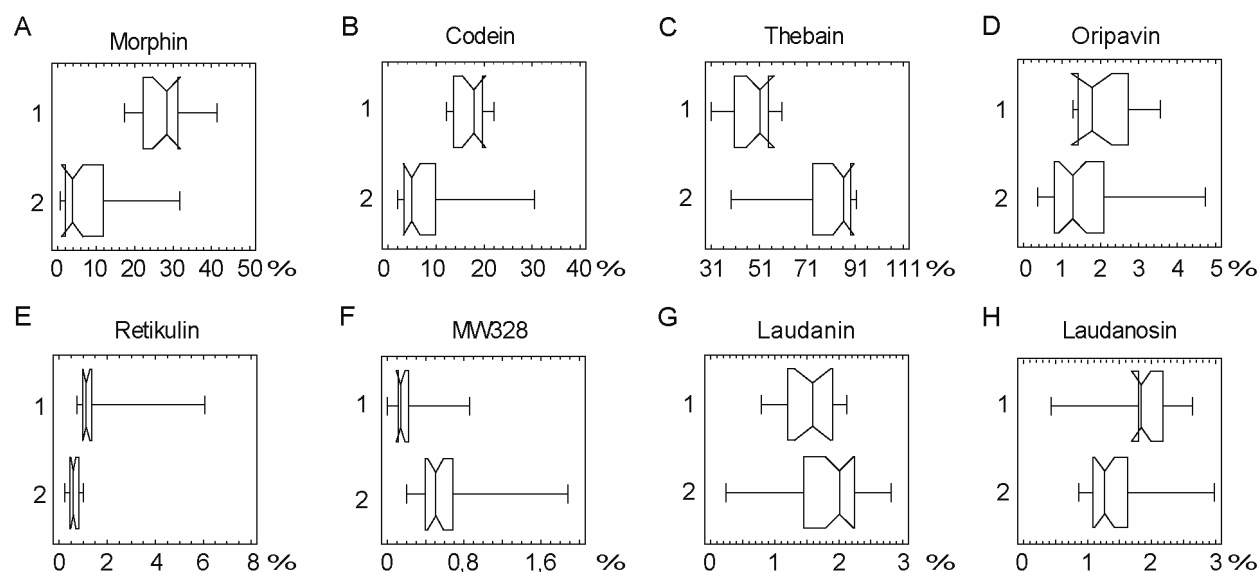 A Morphin
1
2
0 10 20 30 40 50 %
B Codein
1
2
0 10 20 30 40 %
C Thebain
1
2
31 51 71 91 111 %
D Oripavin
1
2
0 1 2 3 4 5 %
E Retikulin
1
2
0 2 4 6 8 %
F MW328
1
2
0 0,8 1,6 %
G Laudanin
1
2
0 1 2 3 %
H Laudanosin
1
2
0 1 2 3 %